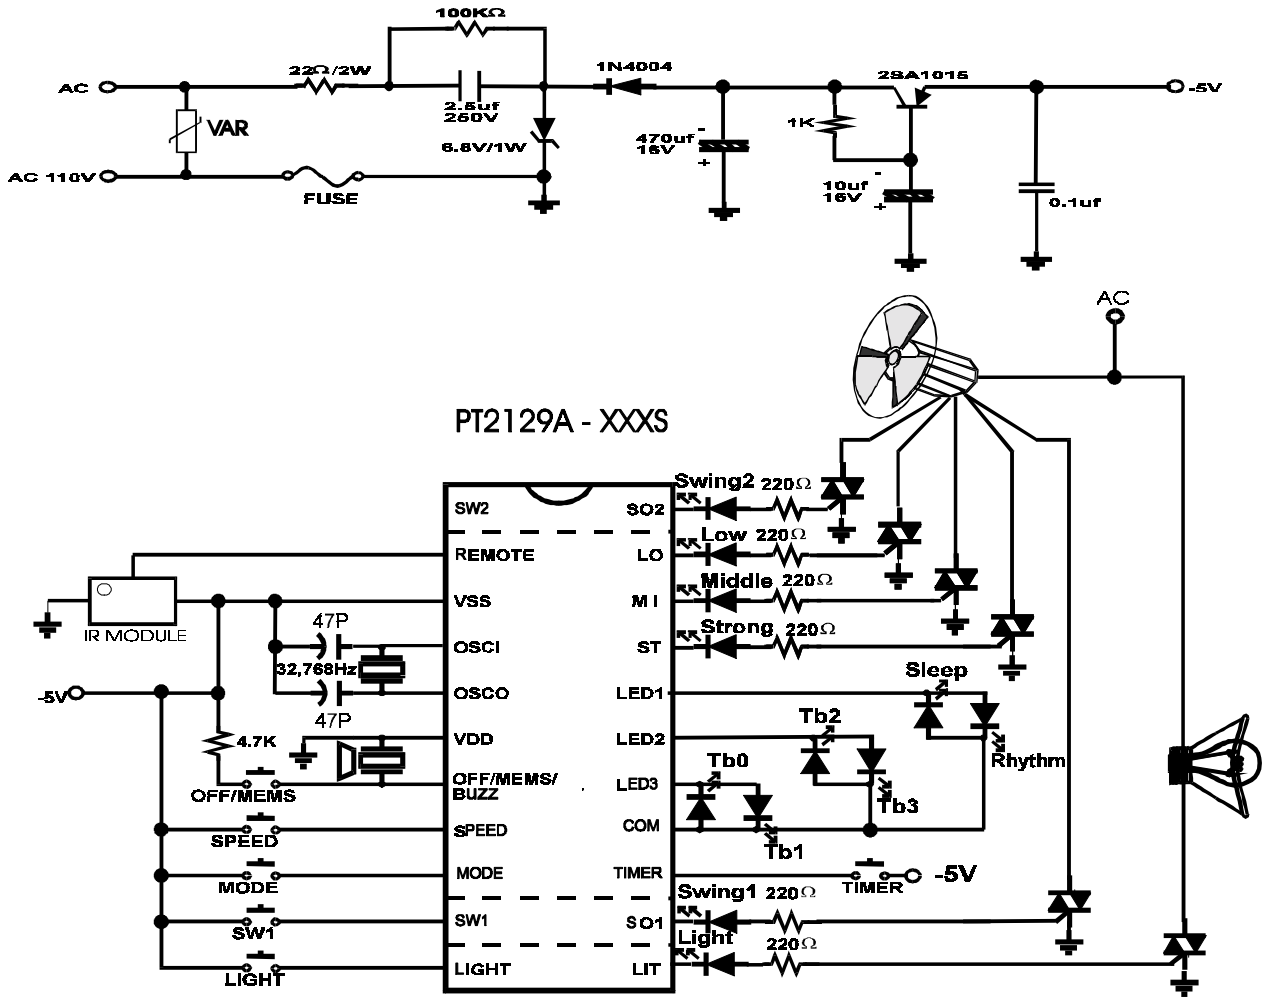 100KΩ
AC
22Ω/2W
2.5uf
250V
1N4004
2SA1015
-5V
VAR
6.8V/1W
470uf
16V
-
+
1K
10uf
16V
-
+
0.1uf
AC 110V
FUSE
AC
PT2129A - XXXS
SW2
SO2
Swing2
220Ω
REMOTE
LO
Low
220Ω
IR MODULE
VSS
MI
Middle
220Ω
47P
OSCI
ST
Strong
220Ω
32,768Hz
-5V
OSCO
LED1
Sleep
47P
4.7K
VDD
LED2
Tb2
Rhythm
OFF/MEMS
OFF/MEMS/
BUZZ
LED3
Tb0
Tb3
SPEED
SPEED
COM
Tb1
MODE
MODE
TIMER
TIMER
-5V
SW1
SW1
SO1
Swing1
220Ω
LIGHT
LIGHT
LIT
Light
220Ω